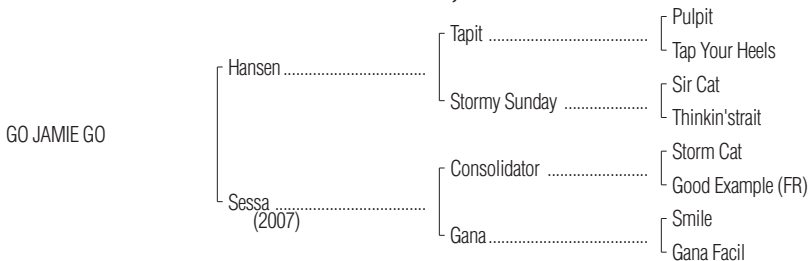 Pulpit
Tapit ................................................
Tap Your Heels
Hansen ...........................................
Sir Cat
Stormy Sunday .........................
Thinkin'strait
GO JAMIE GO
Storm Cat
Consolidator ..............................
Good Example (FR)
Sessa .............................................
(2007)
Smile
Gana................................................
Gana Facil